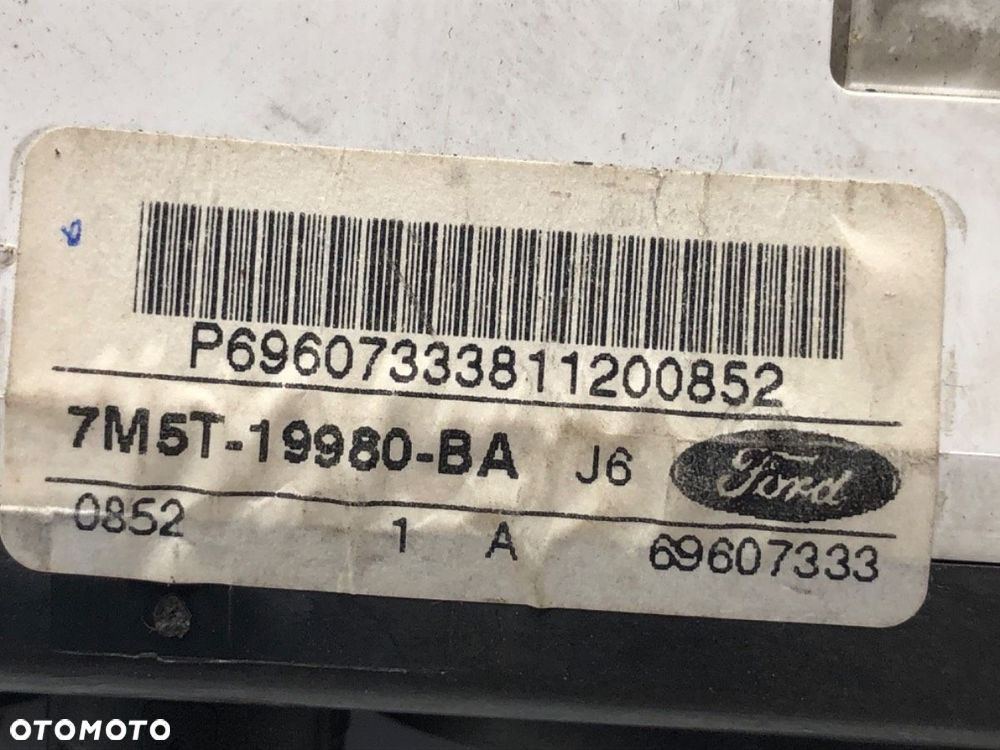 P69607333811200852
7M5T-19980-BA J6 Ford
0852 1 A 69607333
OTOMOTO